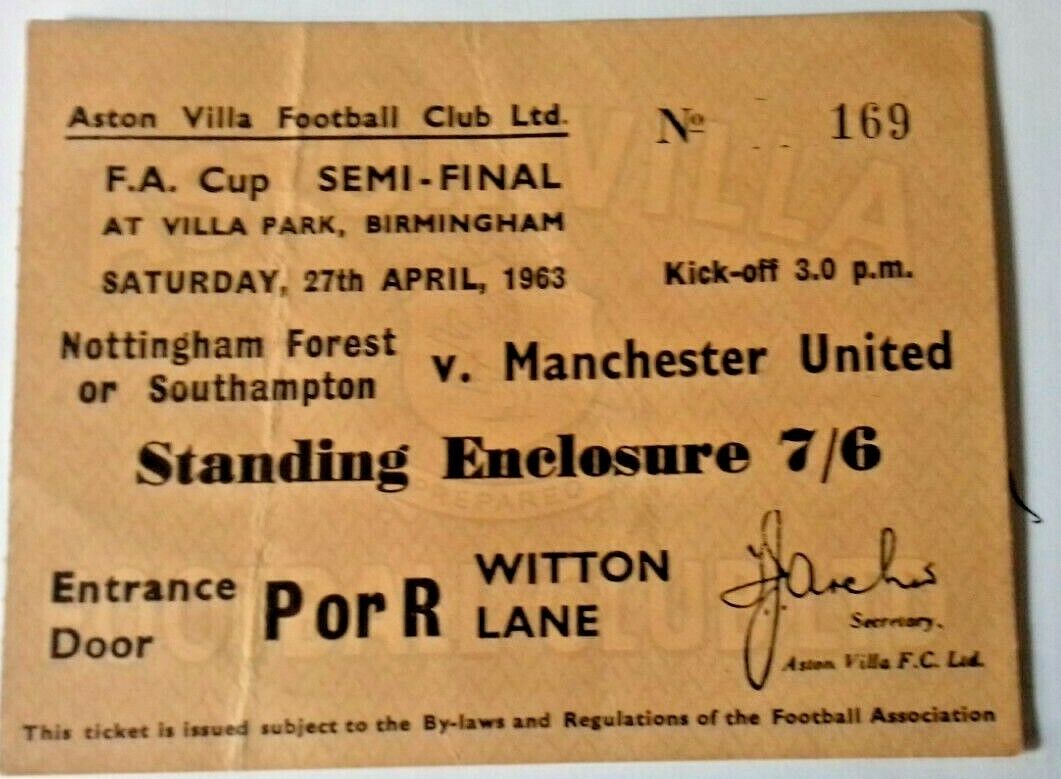 Aston Villa Football Club Ltd.
Nº 169
F.A. Cup SEMI-FINAL
AT VILLA PARK, BIRMINGHAM
SATURDAY, 27th APRIL, 1963
Kick-off 3.0 p.m.
Nottingham Forest
or Southampton
v. Manchester United
Standing Enclosure 7/6
PREPARED
Entrance
Door
P or R
WITTON
LANE
Secretary,
Aston Villa F.C. Ltd.
This ticket is issued subject to the By-laws and Regulations of the Football Association
VILLA